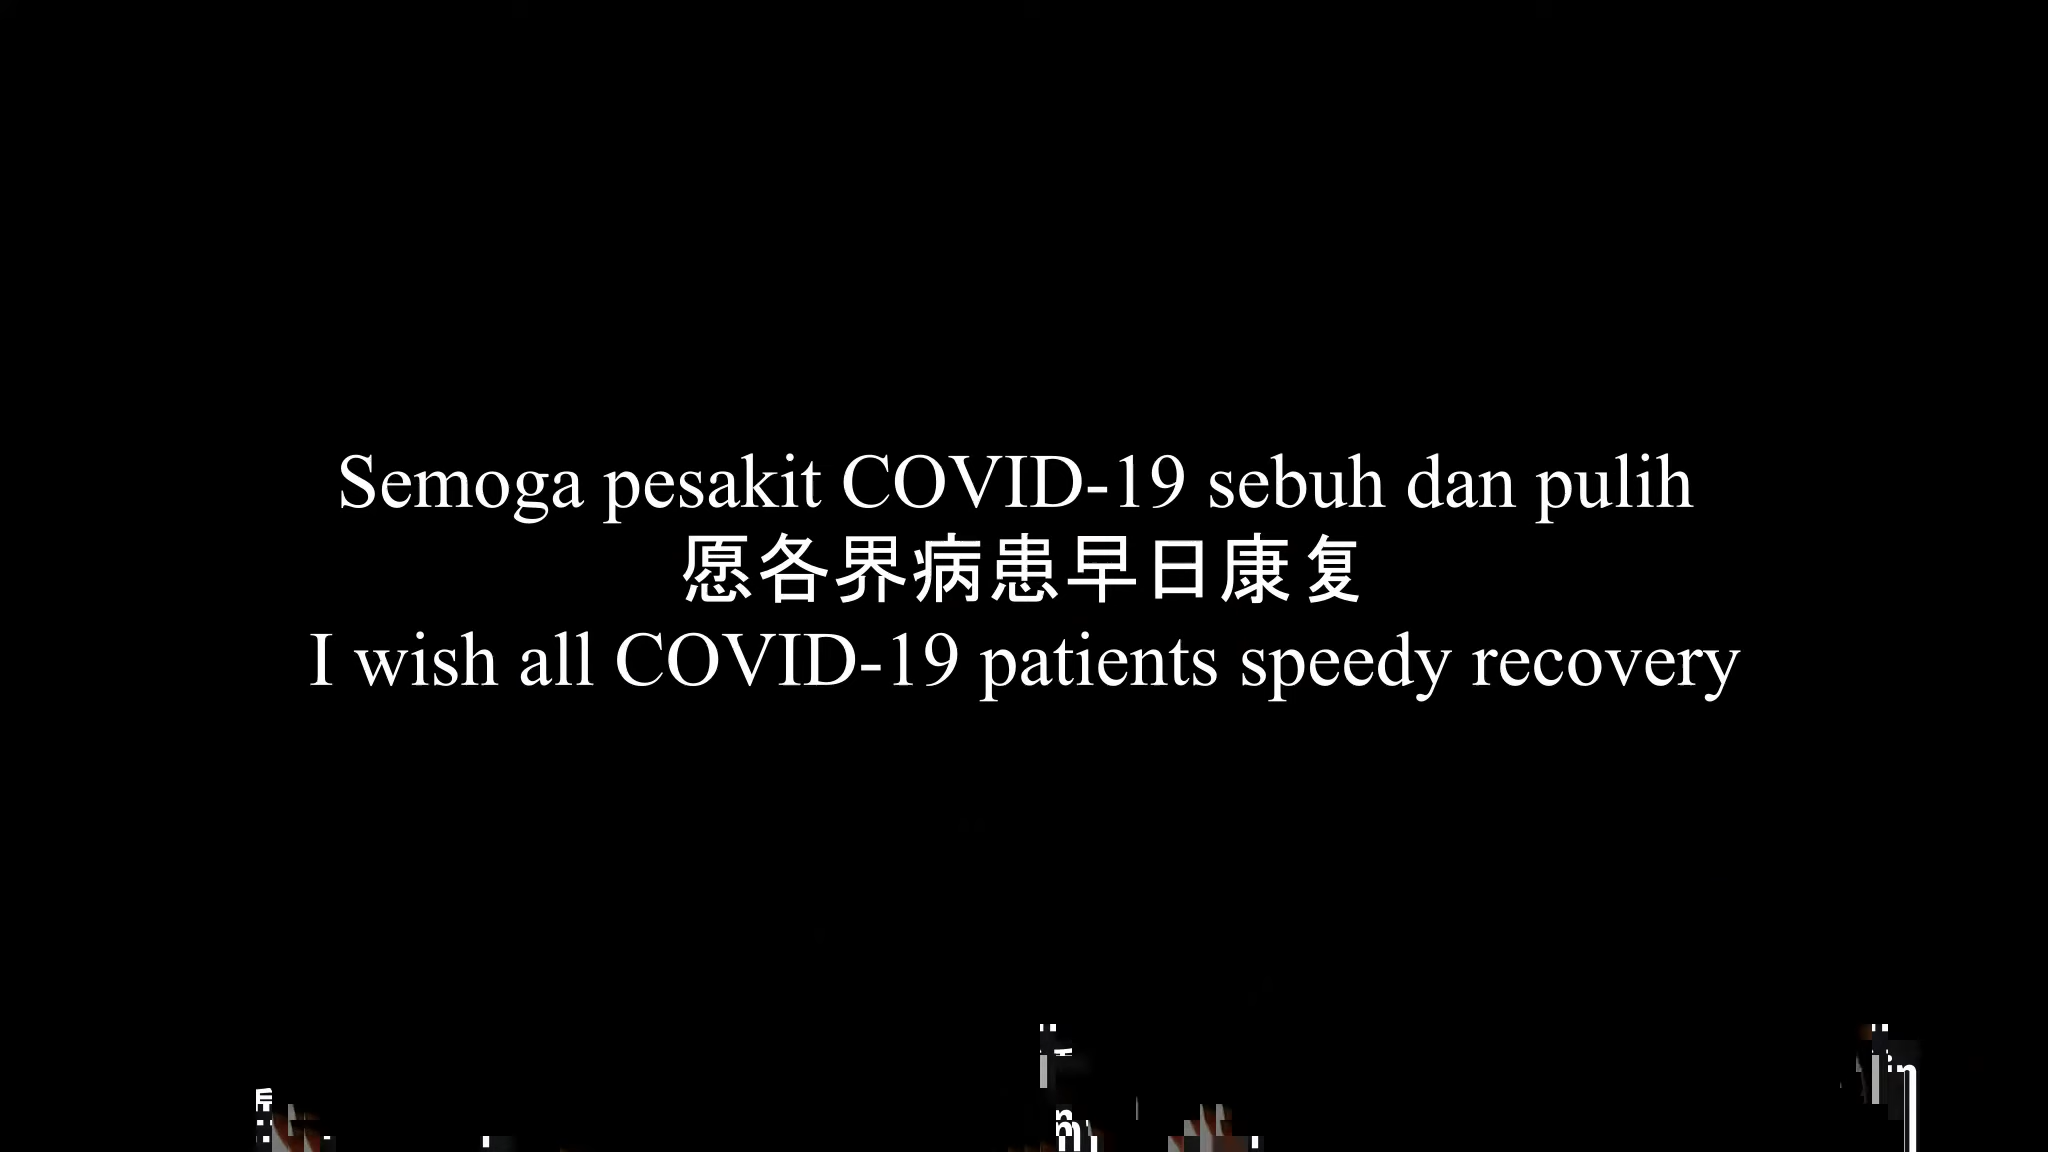 Semoga pesakit COVID-19 sebuh dan pulih
愿各界病患早日康复
I wish all COVID-19 patients speedy recovery